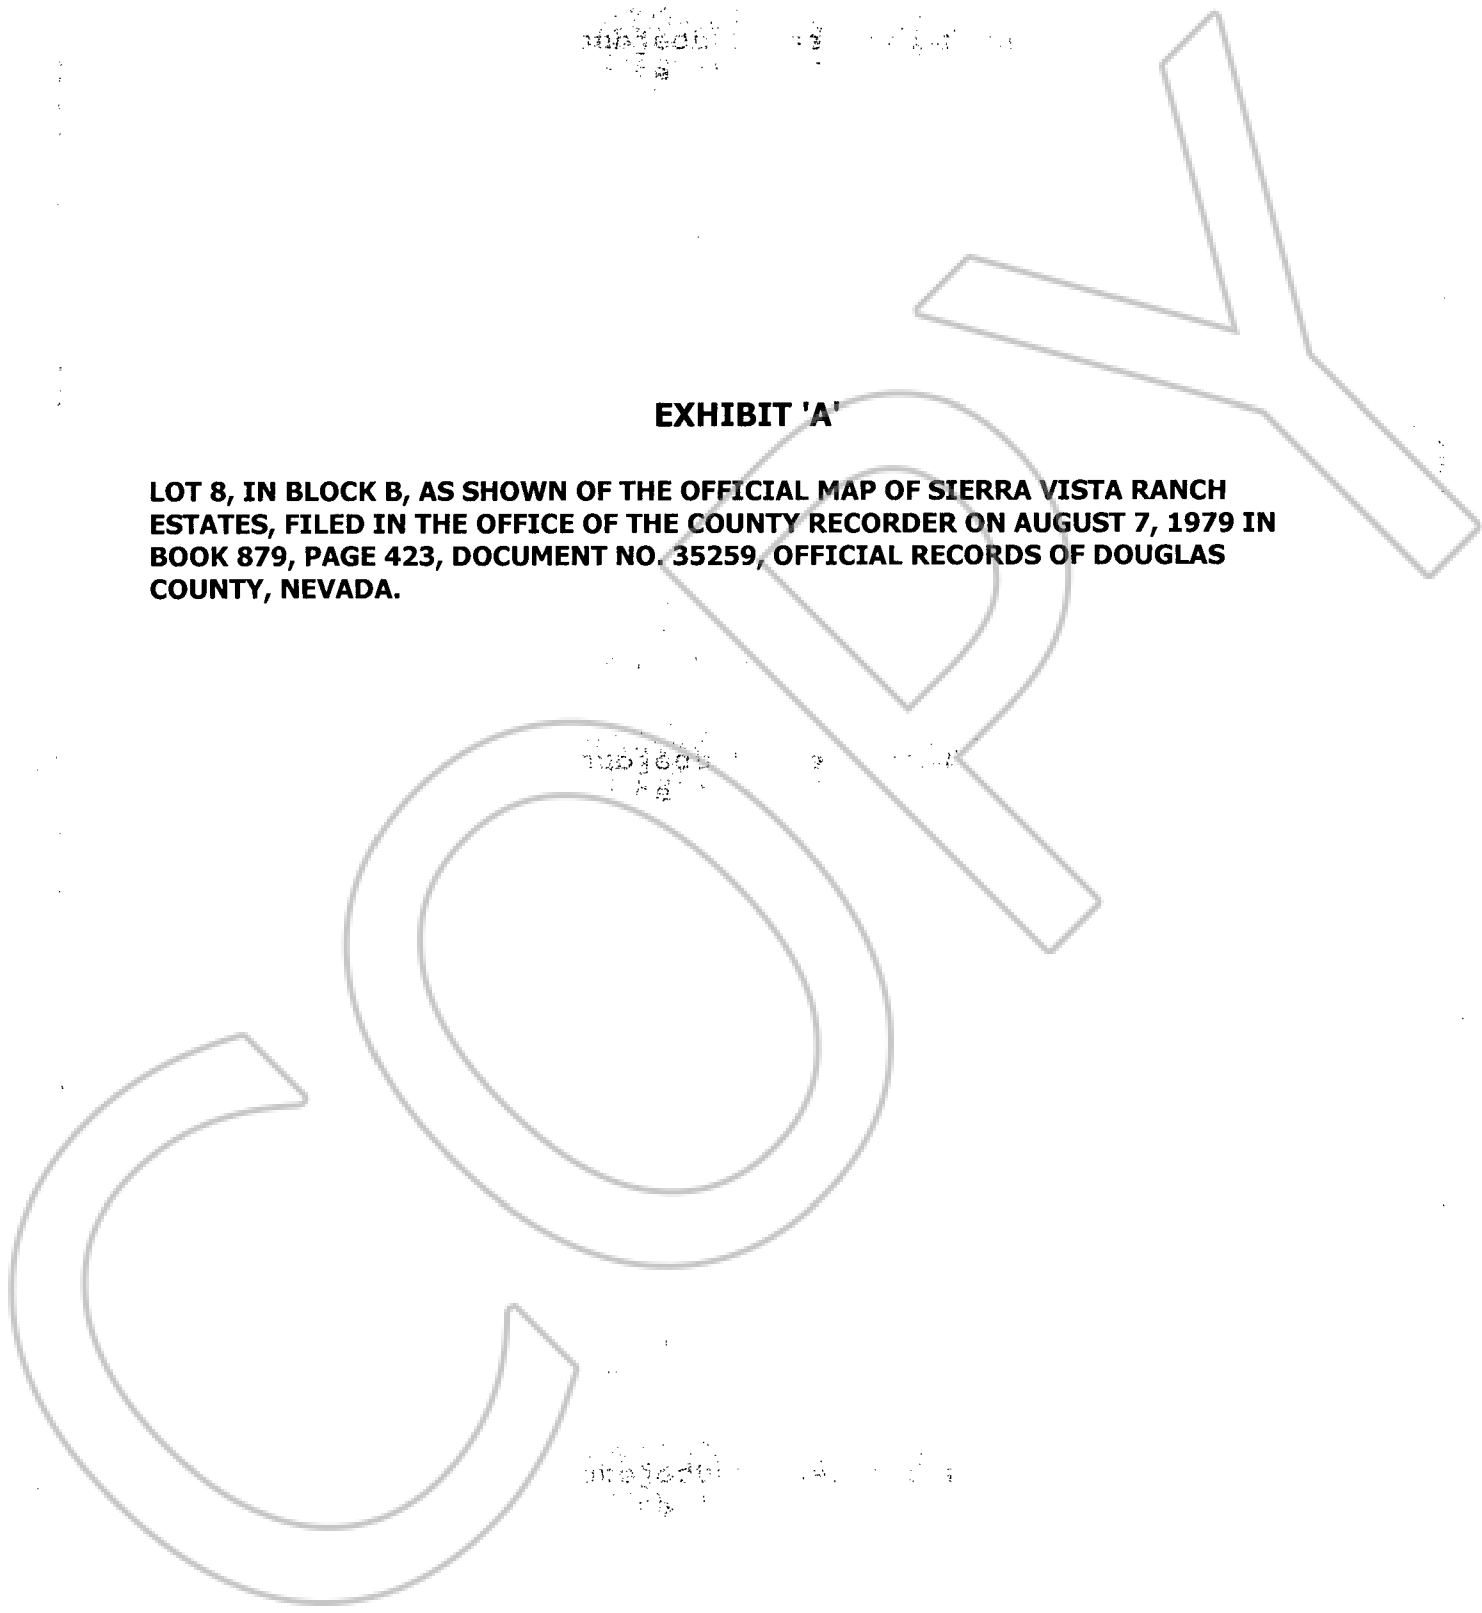 EXHIBIT 'A'
LOT 8, IN BLOCK B, AS SHOWN OF THE OFFICIAL MAP OF SIERRA VISTA RANCH
ESTATES, FILED IN THE OFFICE OF THE COUNTY RECORDER ON AUGUST 7, 1979 IN
BOOK 879, PAGE 423, DOCUMENT NO. 35259, OFFICIAL RECORDS OF DOUGLAS
COUNTY, NEVADA.
COPY